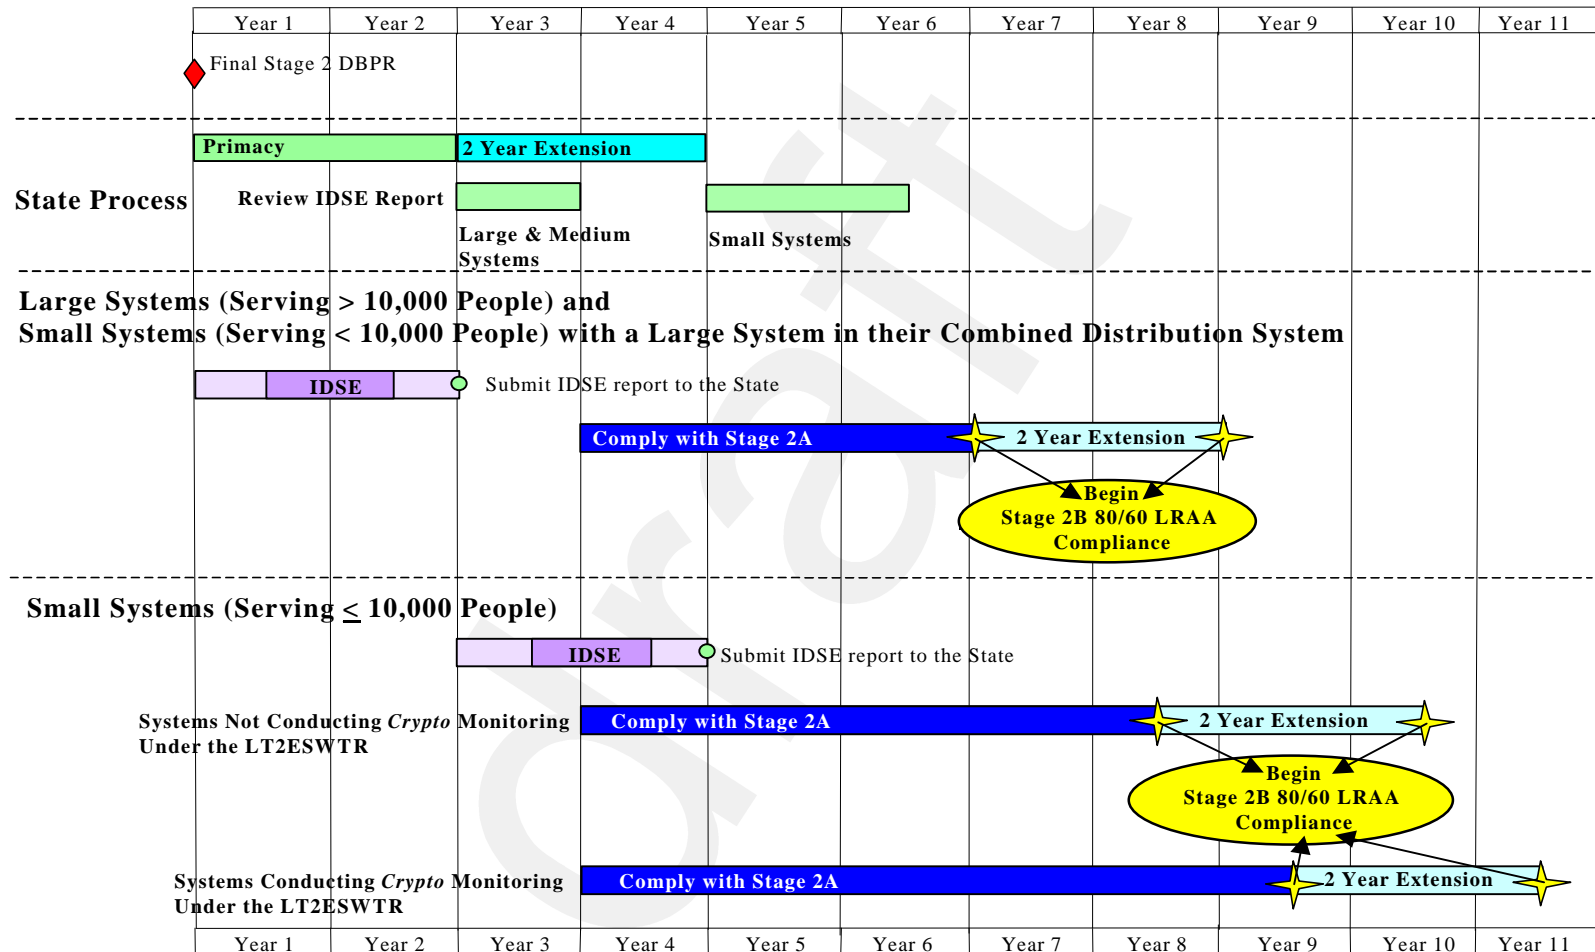 Year 1 Year 2 Year 3 Year 4 Year 5 Year 6 Year 7 Year 8 Year 9 Year 10 Year 11
Final Stage 2 DBPR
Primacy
2 Year Extension
State Process
Review IDSE Report
Large & Medium
Systems
Small Systems
Large Systems (Serving > 10,000 People) and
Small Systems (Serving < 10,000 People) with a Large System in their Combined Distribution System
IDSE
Submit IDSE report to the State
Comply with Stage 2A
2 Year Extension
Begin
Stage 2B 80/60 LRAA
Compliance
Small Systems (Serving ≤ 10,000 People)
IDSE
Submit IDSE report to the State
Systems Not Conducting Crypto Monitoring
Under the LT2ESWTR
Comply with Stage 2A
2 Year Extension
Begin
Stage 2B 80/60 LRAA
Compliance
Systems Conducting Crypto Monitoring
Under the LT2ESWTR
Comply with Stage 2A
2 Year Extension
Year 1 Year 2 Year 3 Year 4 Year 5 Year 6 Year 7 Year 8 Year 9 Year 10 Year 11
draft